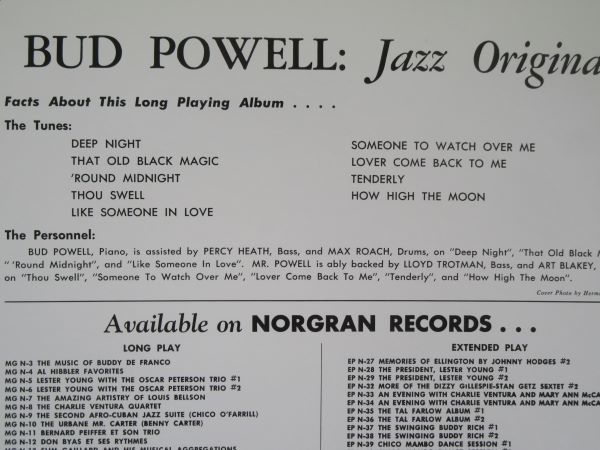 BUD POWELL: Jazz Origina
Facts About This Long Playing Album . . . .
The Tunes:
DEEP NIGHT
THAT OLD BLACK MAGIC
'ROUND MIDNIGHT
THOU SWELL
LIKE SOMEONE IN LOVE
SOMEONE TO WATCH OVER ME
LOVER COME BACK TO ME
TENDERLY
HOW HIGH THE MOON
The Personnel:
BUD POWELL, Piano, is assisted by PERCY HEATH, Bass, and MAX ROACH, Drums, on "Deep Night", "That Old Black M
" 'Round Midnight", and "Like Someone In Love". MR. POWELL is ably backed by LLOYD TROTMAN, Bass, and ART BLAKEY,
on "Thou Swell", "Someone To Watch Over Me", "Lover Come Back To Me", "Tenderly", and "How High The Moon".
Cover Photo by Herma
Available on NORGRAN RECORDS . . .
LONG PLAY
MG N-3 THE MUSIC OF BUDDY DE FRANCO
MG N-4 AL HIBBLER FAVORITES
MG N-5 LESTER YOUNG WITH THE OSCAR PETERSON TRIO #1
MG N-6 LESTER YOUNG WITH THE OSCAR PETERSON TRIO #2
MG N-7 THE AMAZING ARTISTRY OF LOUIS BELLSON
MG N-8 THE CHARLIE VENTURA QUARTET
MG N-9 THE SECOND AFRO-CUBAN JAZZ SUITE (CHICO O'FARRILL)
MG N-10 THE URBANE MR. CARTER (BENNY CARTER)
MG N-11 BERNARD PEIFFER ET SON TRIO
MG N-12 DON BYAS ET SES RYTHMES
SLIM GAILLARD AND HIS MUSICAL AGGREGATIONS
EXTENDED PLAY
EP N-27 MEMORIES OF ELLINGTON BY JOHNNY HODGES #2
EP N-28 THE PRESIDENT, LESTER YOUNG #1
EP N-29 THE PRESIDENT, LESTER YOUNG #2
EP N-32 MORE OF THE DIZZY GILLESPIE-STAN GETZ SEXTET #2
EP N-33 AN EVENING WITH CHARLIE VENTURA AND MARY ANN McCA
EP N-34 AN EVENING WITH CHARLIE VENTURA AND MARY ANN McCA
EP N-35 THE TAL FARLOW ALBUM #1
EP N-36 THE TAL FARLOW ALBUM #2
EP N-37 THE SWINGING BUDDY RICH #1
EP N-38 THE SWINGING BUDDY RICH #2
EP N-39 CHICO MAMBO DANCE SESSION #1